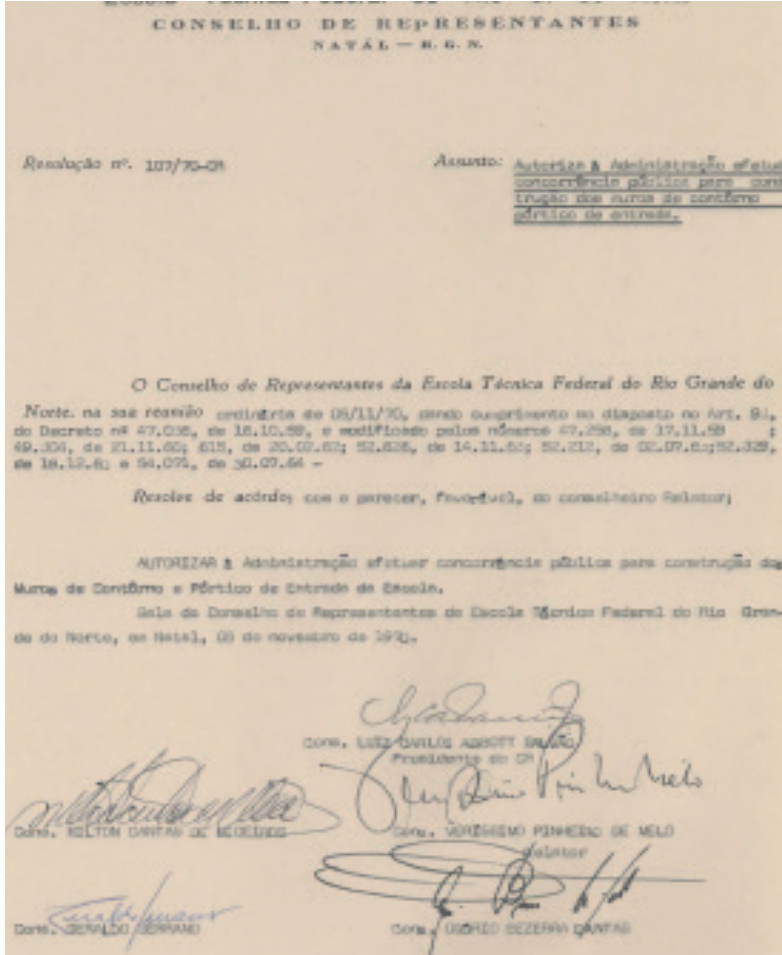 CONSELHO DE REPRESENTANTES
NATÁL — R. G. N.
Resolução nº. 107/70-CR
Assunto: Autoriza à Administração efetuar
concorrência pública para cons
trução dos muros de contôrno
pórtico de entrada.
O Conselho de Representantes da Escola Técnica Federal do Rio Grande do
Norte, na sua reunião ordinária de 06/11/70, dando cumprimento ao disposto no Art. 9i,
do Decreto nº 47.038, de 16.10.59, e modificado pelos números 47.258, de 17.11.59 ;
49.304, de 21.11.60; 615, de 20.02.62; 52.826, de 14.11.63; 52.212, de 02.07.63; 52.329,
de 18.12.63 e 54.071, de 30.07.64 —
Resolve de acôrdo; com o parecer, favorável, do conselheiro Relator;
AUTORIZAR à Administração efetuar concorrência pública para construção dos
Muros de Contôrno e Pórtico de Entrada da Escola.
Sala do Conselho de Representantes da Escola Técnica Federal do Rio Gran-
de do Norte, em Natal, 06 de novembro de
Cons. LUIZ CARLOS ABBOTT GALVÃO
Presidente do CR
Cons. HILTON DANTAS DE MEDEIROS
Cons. VERÍSSIMO PINHEIRO DE MELO
Relator
Cons. GERALDO SERRANO
Cons. OSÓRIO BEZERRA DANTAS